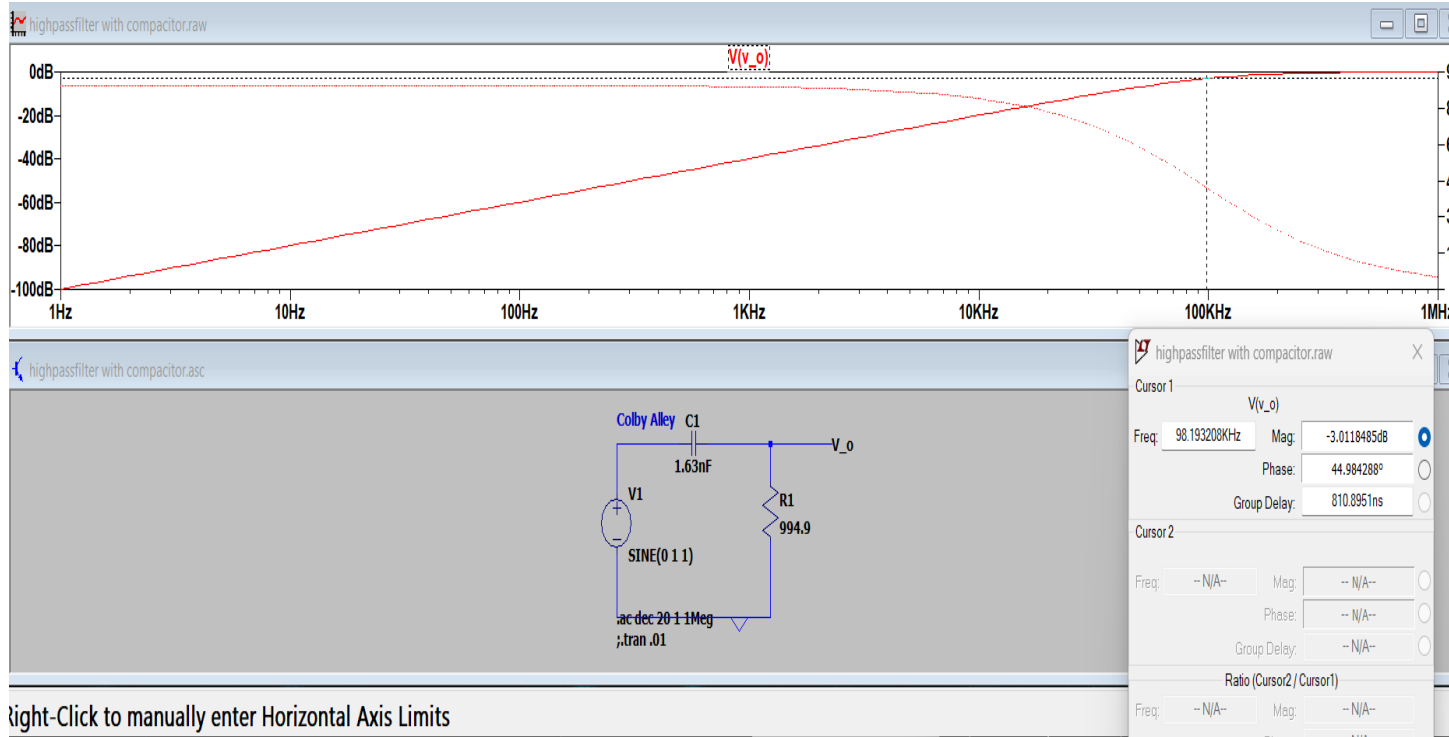 highpassfilter with compacitor.raw
V(v_o)
0dB
-20dB
-40dB
-60dB
-80dB
-100dB
1Hz
10Hz
100Hz
1KHz
10KHz
100KHz
1MHz
highpassfilter with compacitor.asc
Colby Alley
C1
1.63nF
V_o
V1
R1
994.9
SINE(0 1 1)
.ac dec 20 1 1Meg
;.tran .01
highpassfilter with compacitor.raw
Cursor 1
V(v_o)
Freq: 98.193208KHz Mag: -3.0118485dB
Phase: 44.984288º
Group Delay: 810.8951ns
Cursor 2
Freq: -- N/A-- Mag: -- N/A--
Phase: -- N/A--
Group Delay: -- N/A--
Ratio (Cursor2 / Cursor1)
Freq: -- N/A-- Mag: -- N/A--
Right-Click to manually enter Horizontal Axis Limits